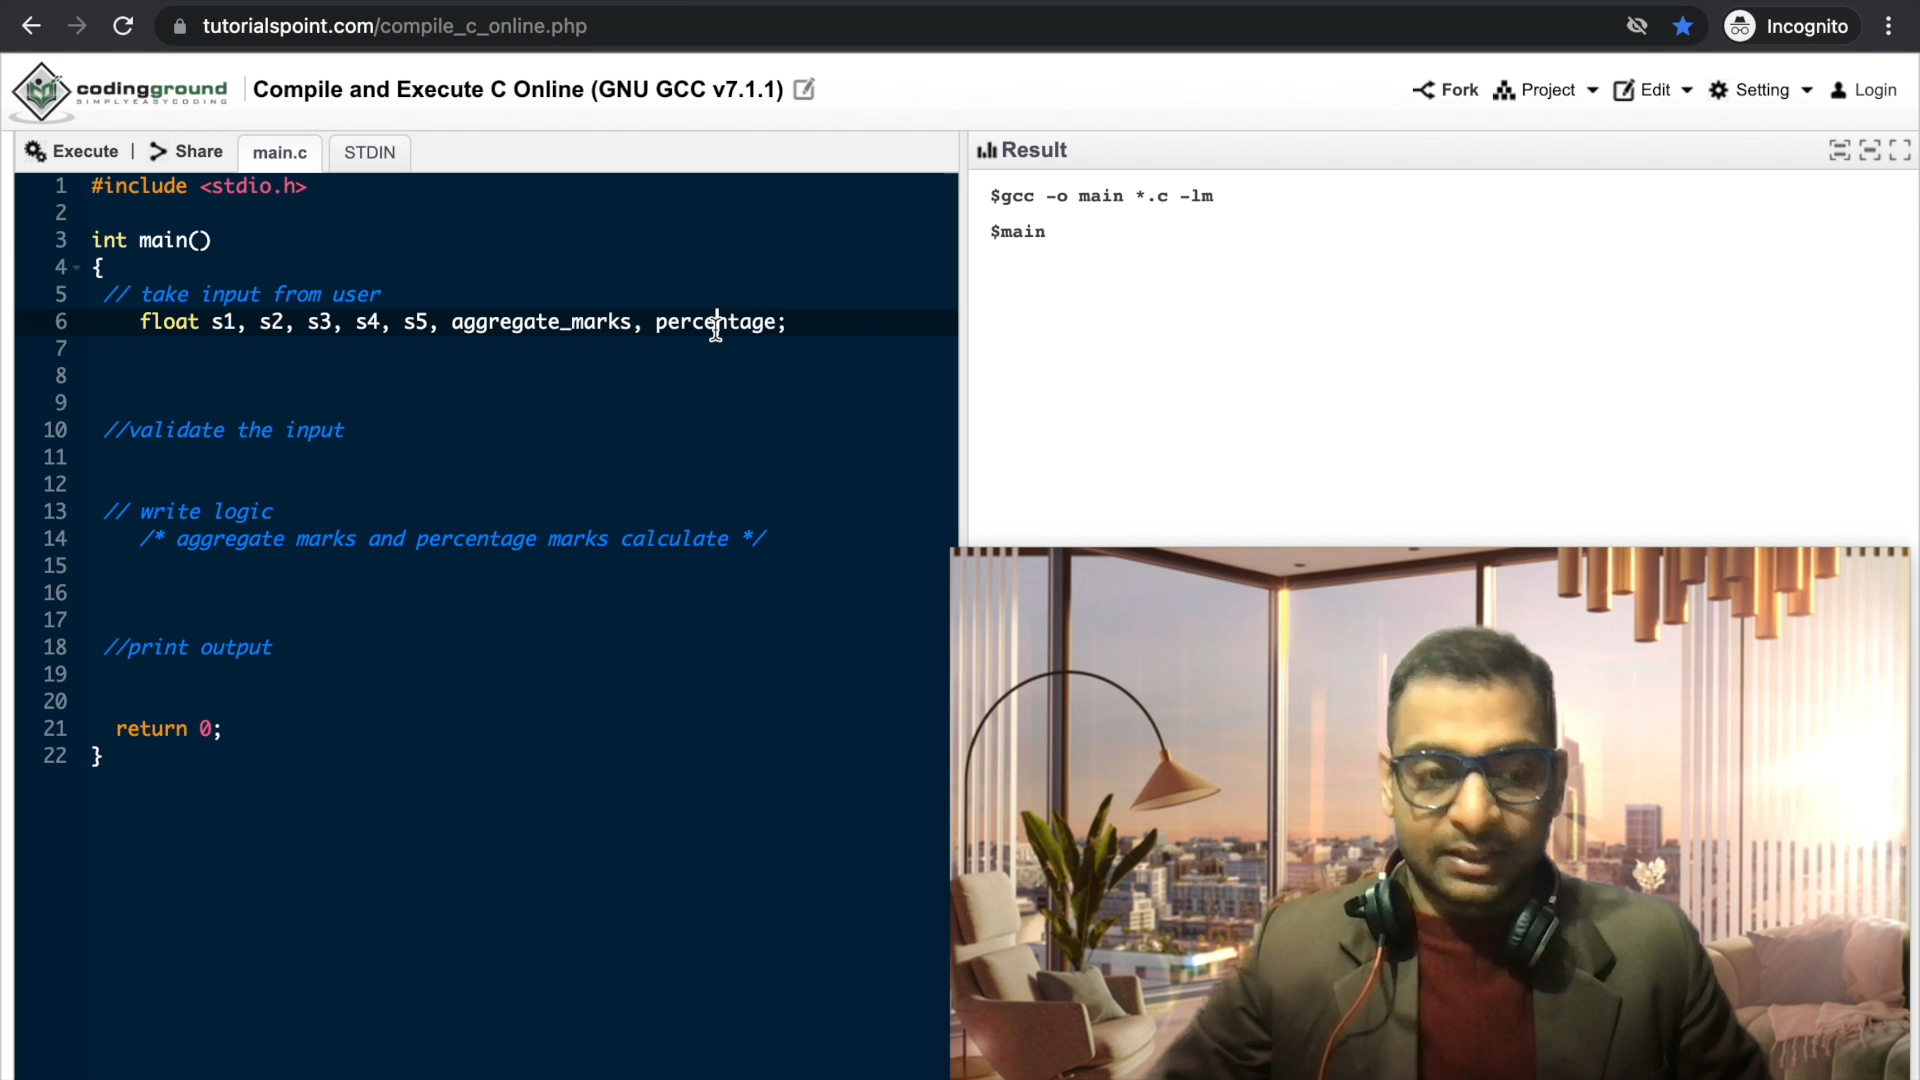 tutorialspoint.com/compile_c_online.php
Incognito
codingground
SIMPLYEASYCODING
Compile and Execute C Online (GNU GCC v7.1.1)
Fork Project Edit Setting Login
Execute | Share main.c STDIN
Result
1 #include <stdio.h>
2
3 int main()
4 {
5 // take input from user
6 float s1, s2, s3, s4, s5, aggregate_marks, percentage;
7
8
9
10 //validate the input
11
12
13 // write logic
14 /* aggregate marks and percentage marks calculate */
15
16
17
18 //print output
19
20
21 return 0;
22 }
$gcc -o main *.c -lm
$main